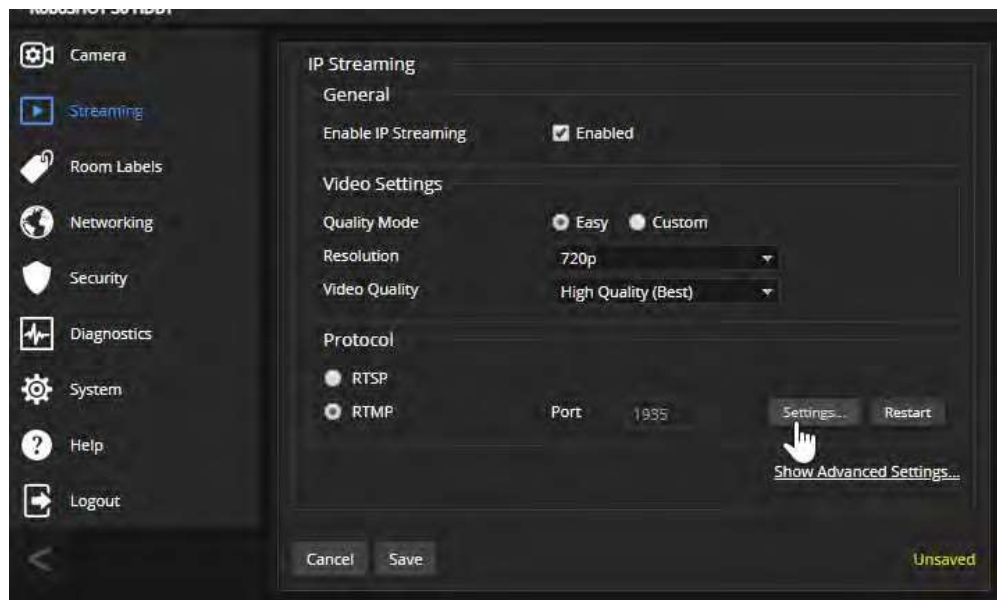 Camera
Streaming
Room Labels
Networking
Security
Diagnostics
System
Help
Logout
IP Streaming
General
Enable IP Streaming Enabled
Video Settings
Quality Mode Easy Custom
Resolution 720p
Video Quality High Quality (Best)
Protocol
RTSP
RTMP Port 1935 Settings... Restart
Show Advanced Settings...
Cancel Save Unsaved